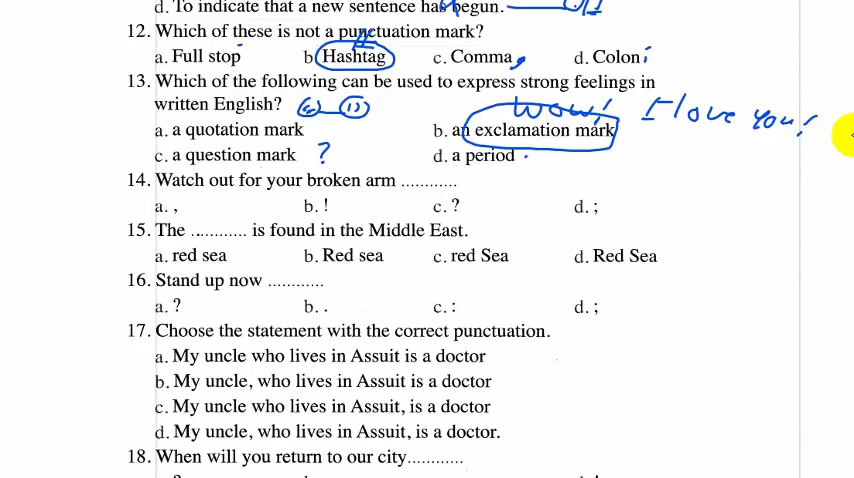 d. To indicate that a new sentence has begun.
12. Which of these is not a punctuation mark?
a. Full stop b Hashtag c. Comma , d. Colon :
13. Which of the following can be used to express strong feelings in
written English?
wow! I love you!
a. a quotation mark b. an exclamation mark
c. a question mark ? d. a period .
14. Watch out for your broken arm ............
a. , b. ! c. ? d. ;
15. The ............ is found in the Middle East.
a. red sea b. Red sea c. red Sea d. Red Sea
16. Stand up now ............
a. ? b. . c. : d. ;
17. Choose the statement with the correct punctuation.
a. My uncle who lives in Assuit is a doctor
b. My uncle, who lives in Assuit is a doctor
c. My uncle who lives in Assuit, is a doctor
d. My uncle, who lives in Assuit, is a doctor.
18. When will you return to our city............